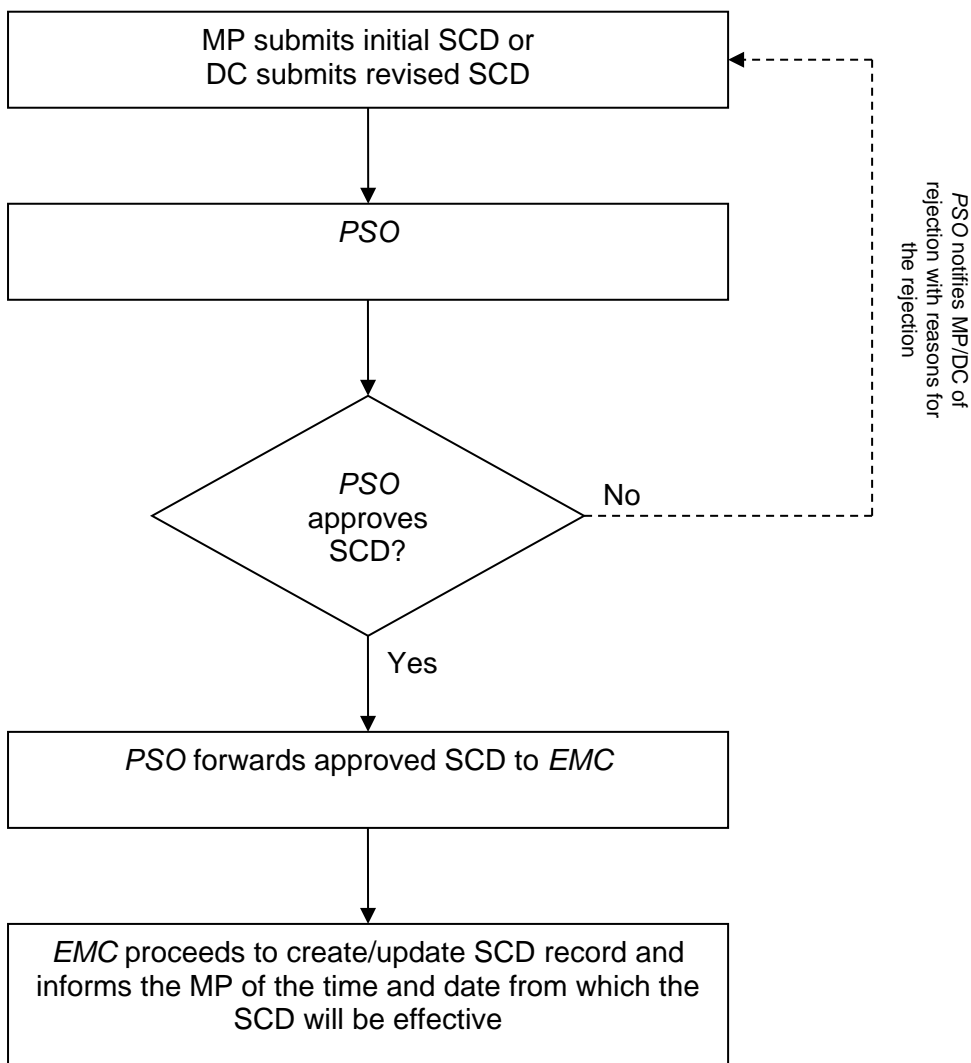 MP submits initial SCD or
DC submits revised SCD
PSO
PSO notifies MP/DC of
rejection with reasons for
the rejection
PSO
approves
SCD?
No
Yes
PSO forwards approved SCD to EMC
EMC proceeds to create/update SCD record and
informs the MP of the time and date from which the
SCD will be effective